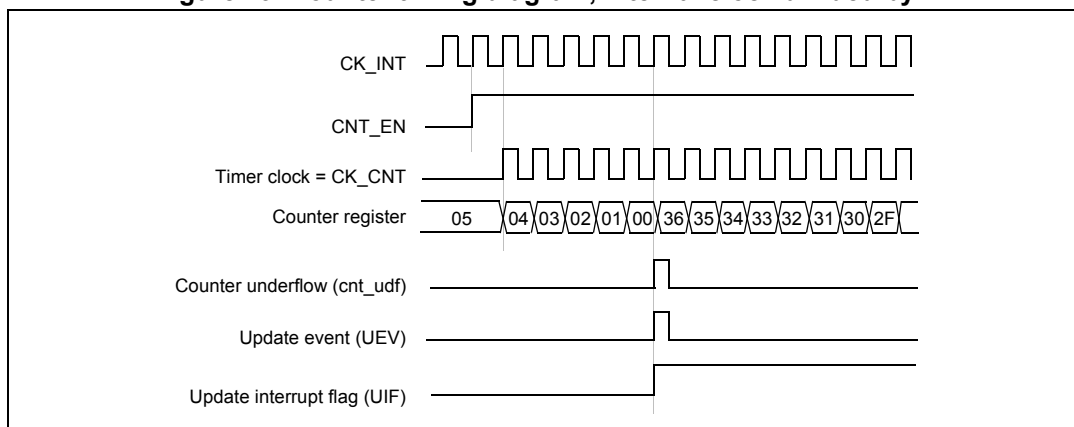 CK_INT
CNT_EN
Timer clock = CK_CNT
Counter register 05 04 03 02 01 00 36 35 34 33 32 31 30 2F
Counter underflow (cnt_udf)
Update event (UEV)
Update interrupt flag (UIF)